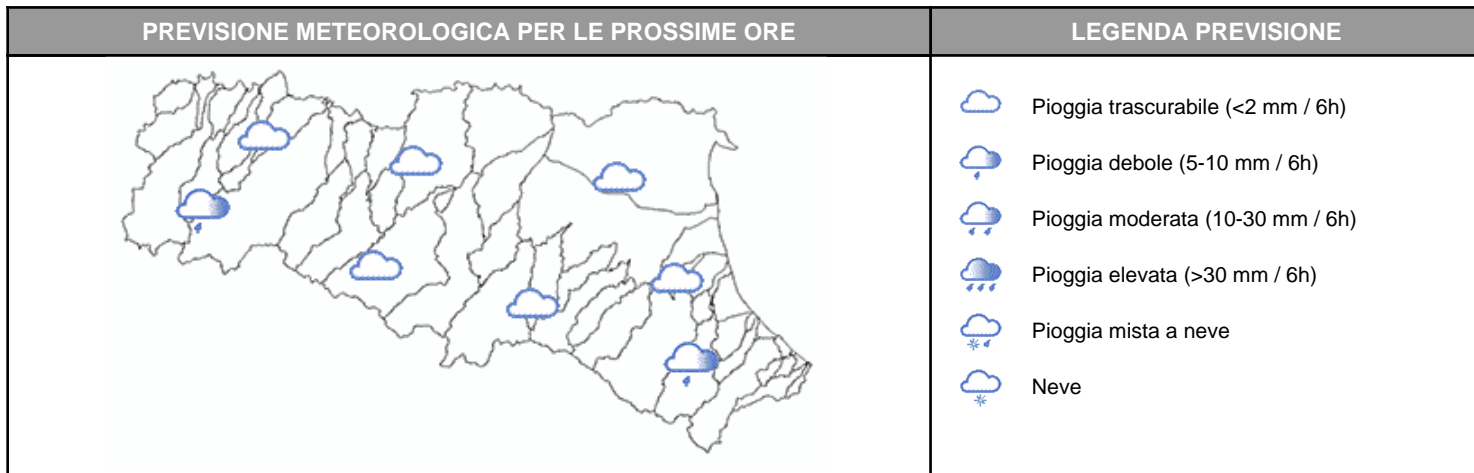 PREVISIONE METEOROLOGICA PER LE PROSSIME ORE
LEGENDA PREVISIONE
Pioggia trascurabile (<2 mm / 6h)
Pioggia debole (5-10 mm / 6h)
Pioggia moderata (10-30 mm / 6h)
Pioggia elevata (>30 mm / 6h)
Pioggia mista a neve
Neve